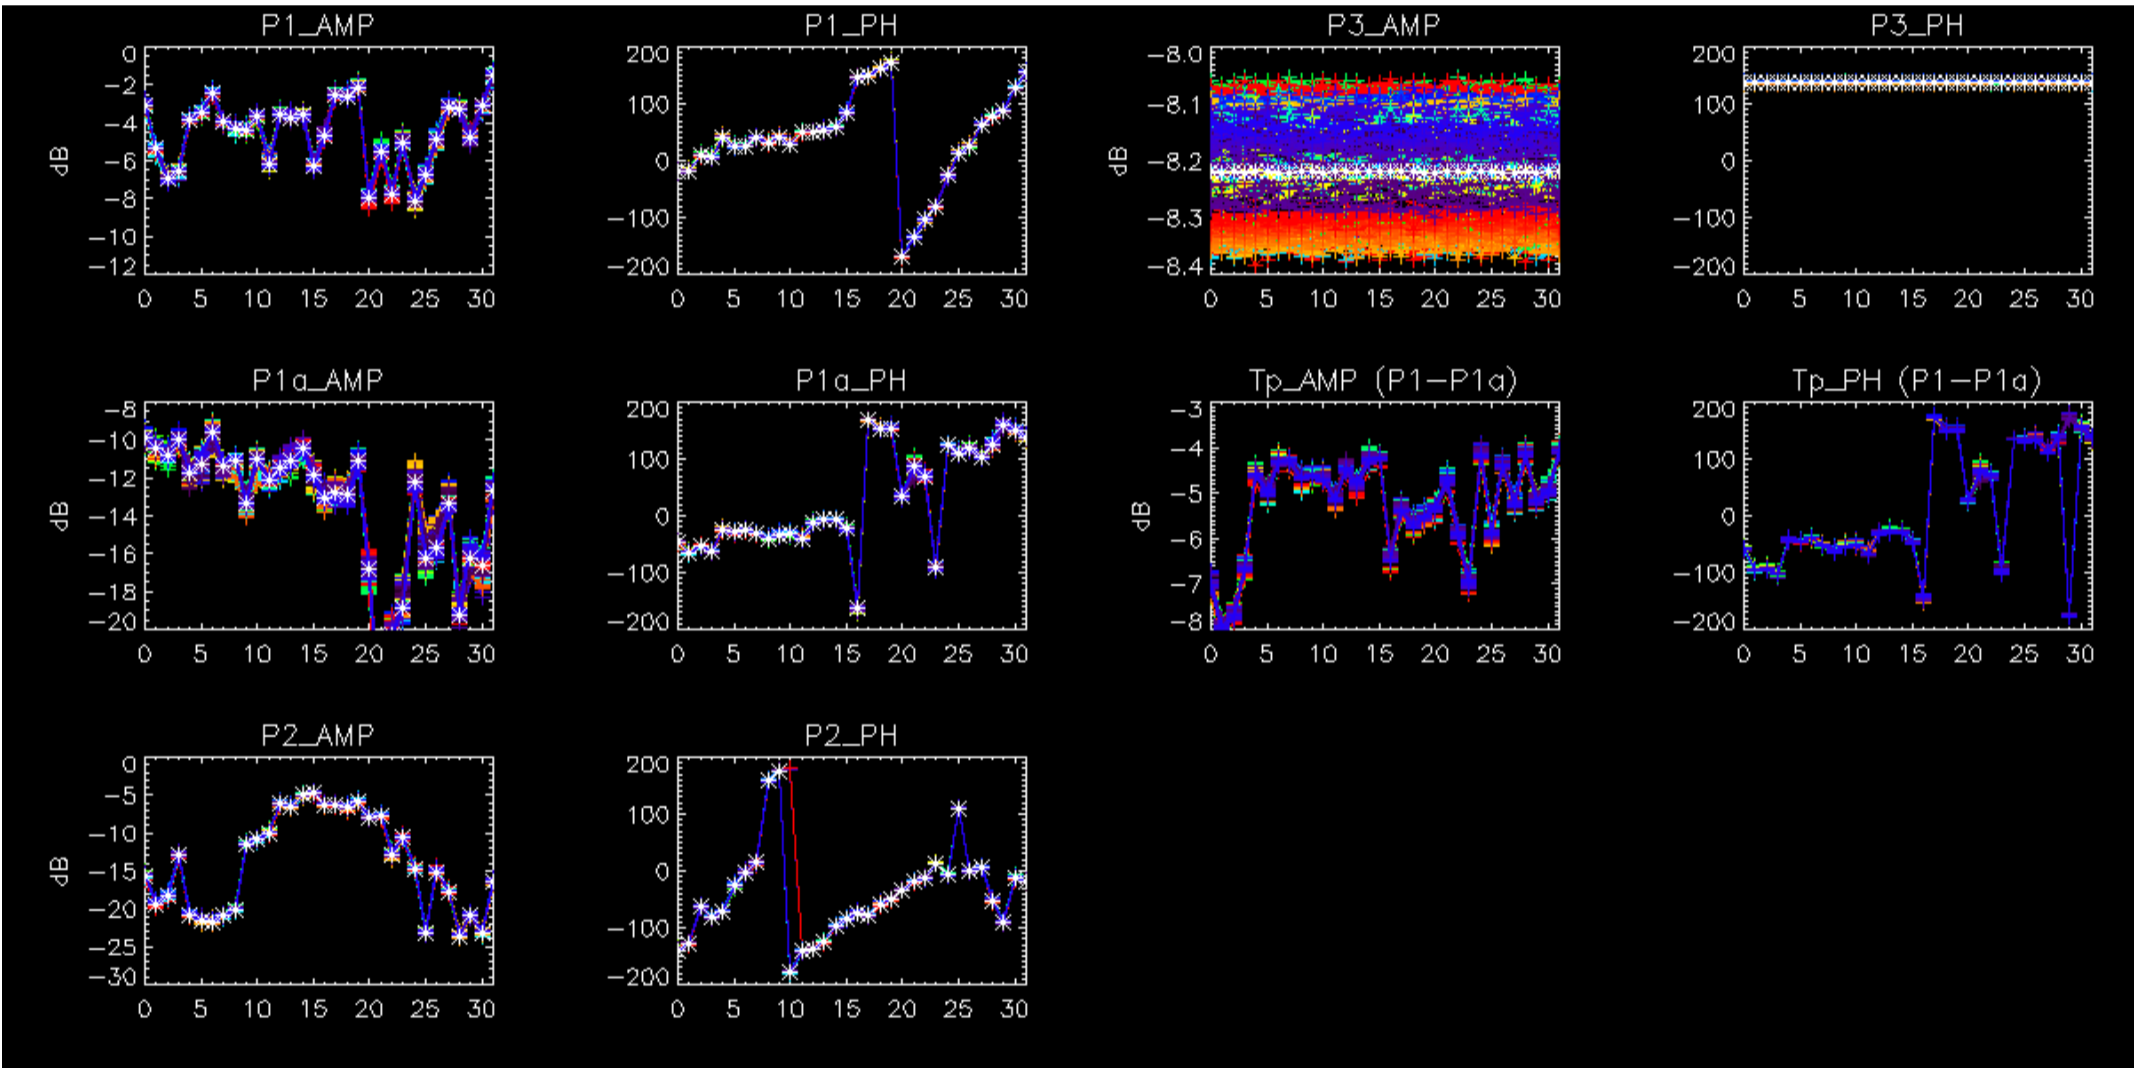 P1_AMP
P1_PH
P3_AMP
P3_PH
0
−2
−4
−6
−8
−10
−12
dB
0 5 10 15 20 25 30
200
100
0
−100
−200
0 5 10 15 20 25 30
−8.0
−8.1
−8.2
−8.3
−8.4
dB
0 5 10 15 20 25 30
200
100
0
−100
−200
0 5 10 15 20 25 30
P1a_AMP
P1a_PH
Tp_AMP (P1−P1a)
Tp_PH (P1−P1a)
−8
−10
−12
−14
−16
−18
−20
dB
0 5 10 15 20 25 30
200
100
0
−100
−200
0 5 10 15 20 25 30
−3
−4
−5
−6
−7
−8
dB
0 5 10 15 20 25 30
200
100
0
−100
−200
0 5 10 15 20 25 30
P2_AMP
P2_PH
0
−5
−10
−15
−20
−25
−30
dB
0 5 10 15 20 25 30
200
100
0
−100
−200
0 5 10 15 20 25 30